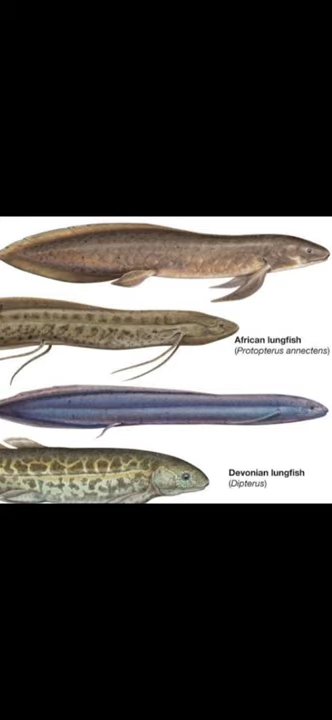 African lungfish
(Protopterus annectens)
Devonian lungfish
(Dipterus)